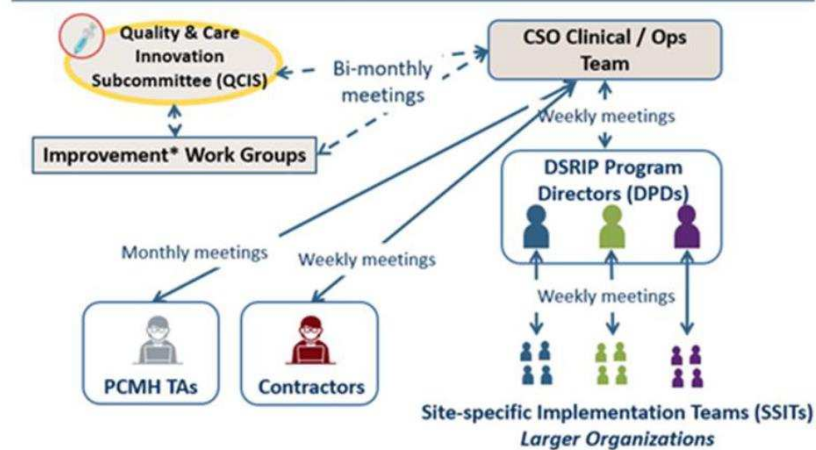 Quality & Care
Innovation
Subcommittee (QCIS)
Bi-monthly
meetings
CSO Clinical / Ops
Team
Improvement* Work Groups
Weekly meetings
DSRIP Program
Directors (DPDs)
Monthly meetings
Weekly meetings
Weekly meetings
PCMH TAs
Contractors
Site-specific Implementation Teams (SSITs)
Larger Organizations